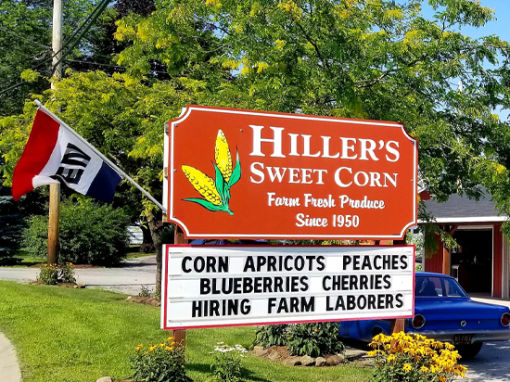 HILLER'S
SWEET CORN
Farm Fresh Produce
Since 1950
CORN APRICOTS PEACHES
BLUEBERRIES CHERRIES
HIRING FARM LABORERS